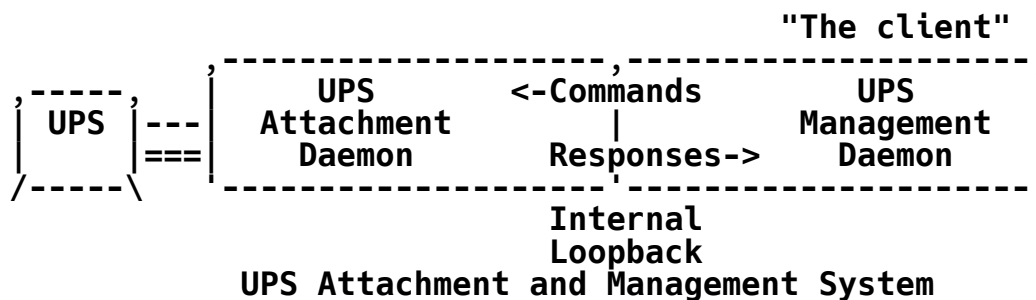 "The client"
UPS <-Commands UPS
UPS Attachment Management
Daemon Responses-> Daemon
Internal
Loopback
UPS Attachment and Management System